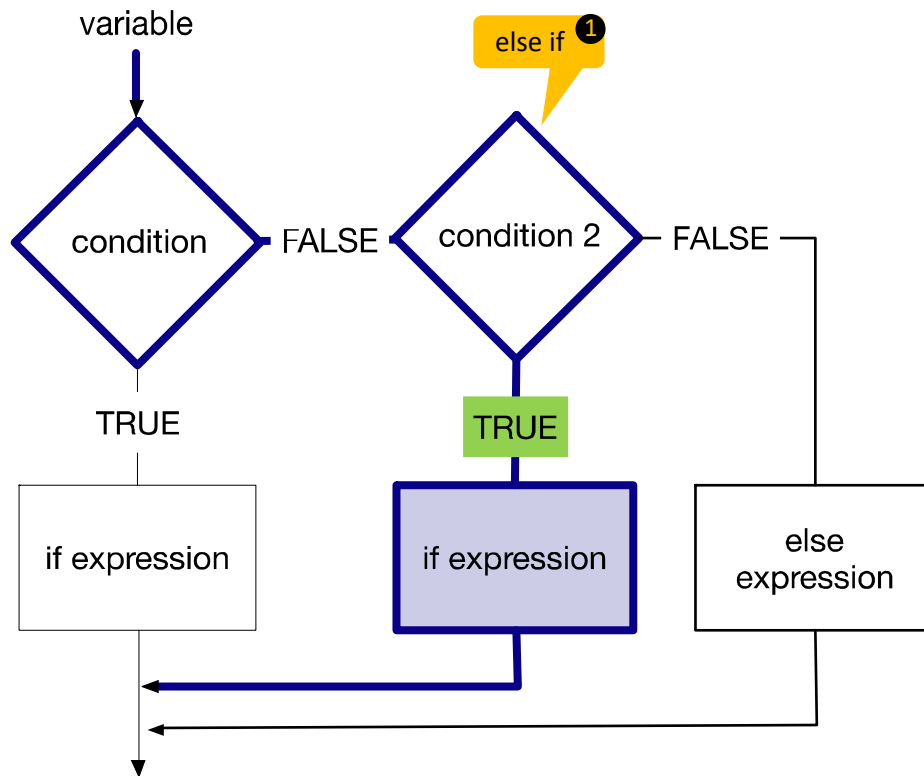 variable
else if 1
condition
FALSE
condition 2
FALSE
TRUE
TRUE
if expression
if expression
else
expression